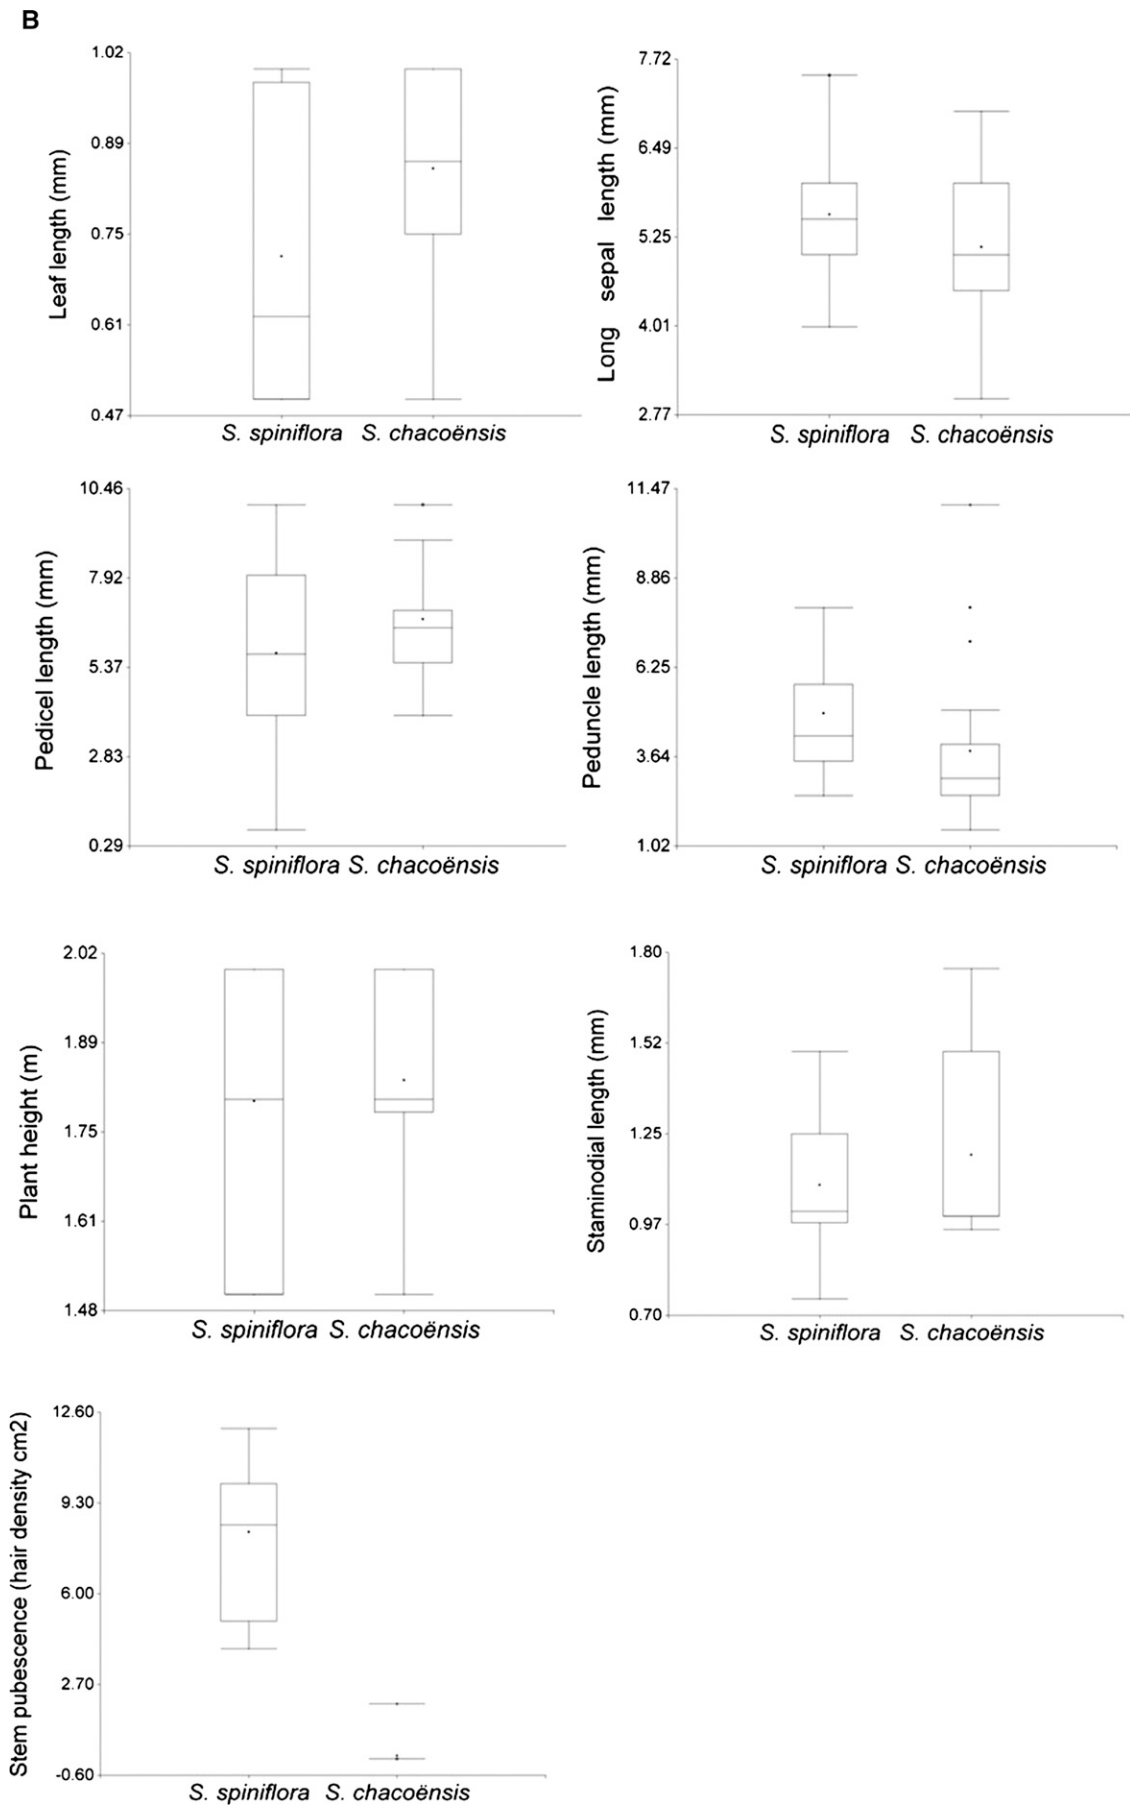 B
1.02
0.89
0.75
0.61
0.47
Leaf length (mm)
S. spiniflora S. chacoënsis
7.72
6.49
5.25
4.01
2.77
Long sepal length (mm)
S. spiniflora S. chacoënsis
10.46
7.92
5.37
2.83
0.29
Pedicel length (mm)
S. spiniflora S. chacoënsis
11.47
8.86
6.25
3.64
1.02
Peduncle length (mm)
S. spiniflora S. chacoënsis
2.02
1.89
1.75
1.61
1.48
Plant height (m)
S. spiniflora S. chacoënsis
1.80
1.52
1.25
0.97
0.70
Staminodial length (mm)
S. spiniflora S. chacoënsis
12.60
9.30
6.00
2.70
-0.60
Stem pubescence (hair density cm2)
S. spiniflora S. chacoënsis